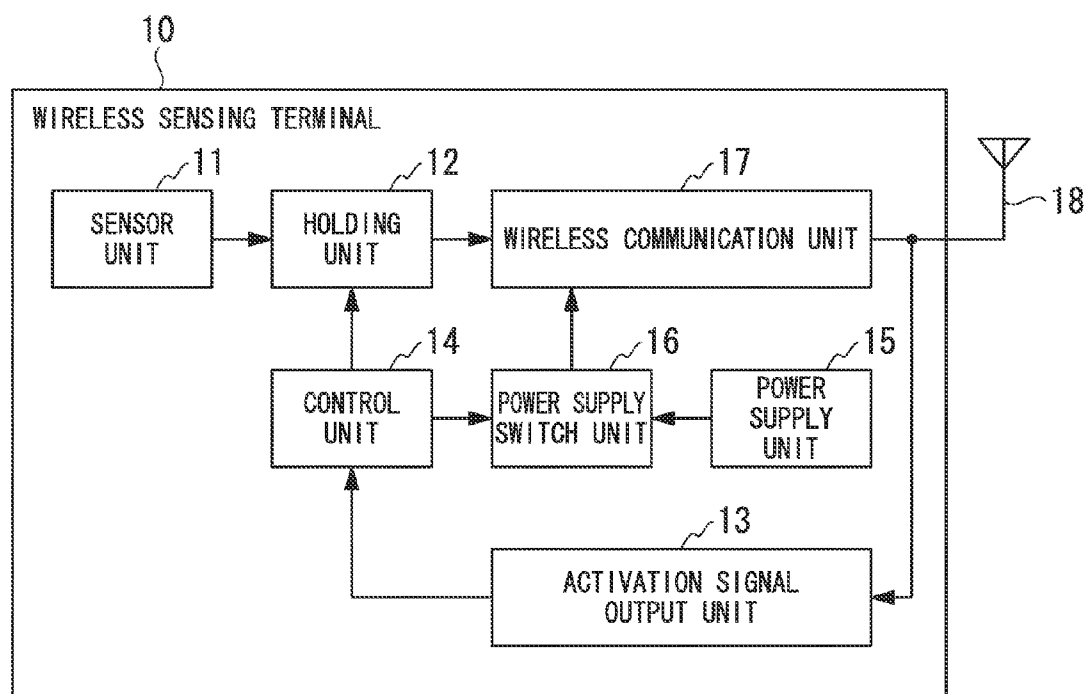 10
WIRELESS SENSING TERMINAL
11
12
17
18
SENSOR
UNIT
HOLDING
UNIT
WIRELESS COMMUNICATION UNIT
14
16
15
CONTROL
UNIT
POWER SUPPLY
SWITCH UNIT
POWER
SUPPLY
UNIT
13
ACTIVATION SIGNAL
OUTPUT UNIT